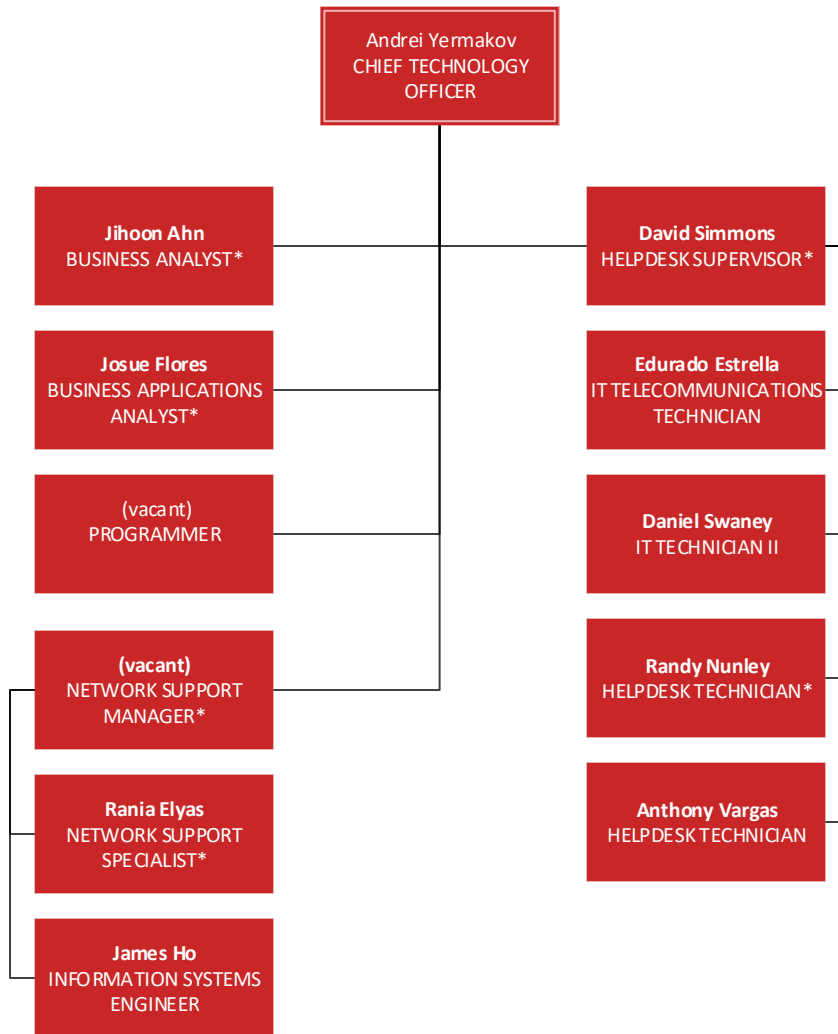 Andrei Yermakov
CHIEF TECHNOLOGY
OFFICER
Jihoon Ahn
BUSINESS ANALYST*
Josue Flores
BUSINESS APPLICATIONS
ANALYST*
(vacant)
PROGRAMMER
(vacant)
NETWORK SUPPORT
MANAGER*
Rania Elyas
NETWORK SUPPORT
SPECIALIST*
James Ho
INFORMATION SYSTEMS
ENGINEER
David Simmons
HELPDESK SUPERVISOR*
Edurado Estrella
IT TELECOMMUNICATIONS
TECHNICIAN
Daniel Swaney
IT TECHNICIAN II
Randy Nunley
HELPDESK TECHNICIAN*
Anthony Vargas
HELPDESK TECHNICIAN